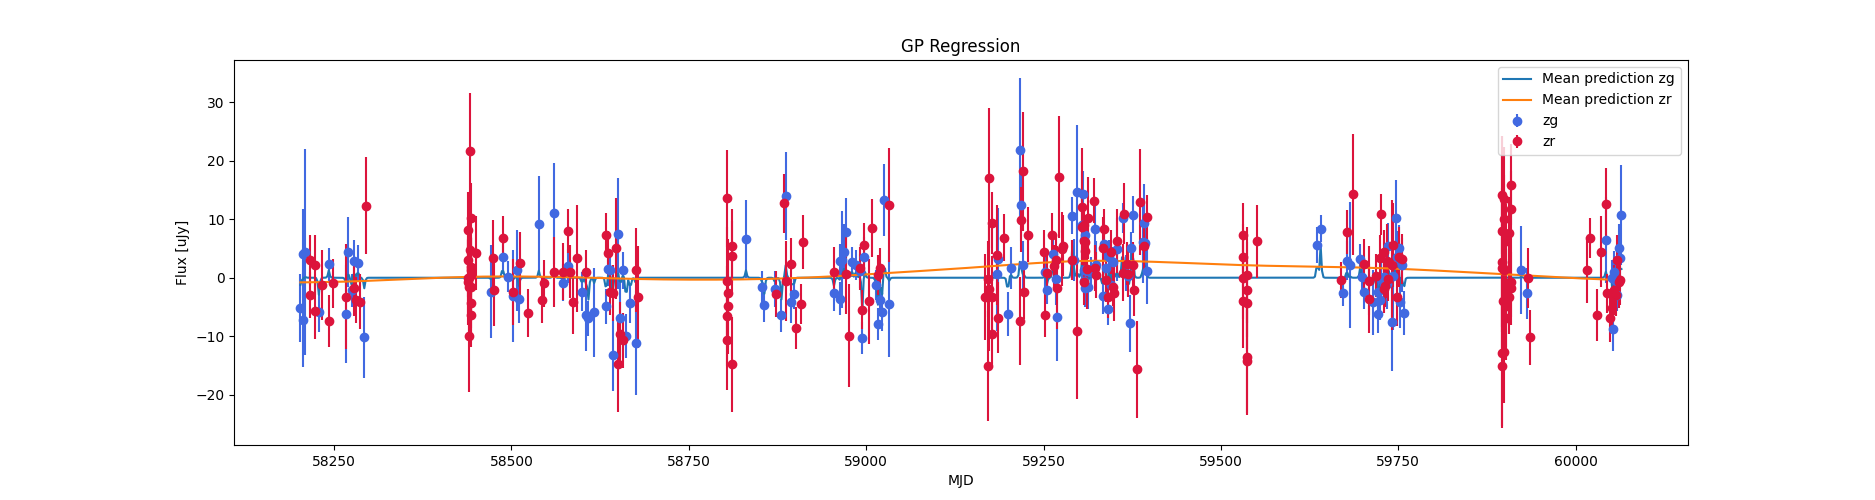 GP Regression
Mean prediction zg
Mean prediction zr
zg
zr
Flux [uJy]
30
20
10
0
−10
−20
58250
58500
58750
59000
59250
59500
59750
60000
MJD